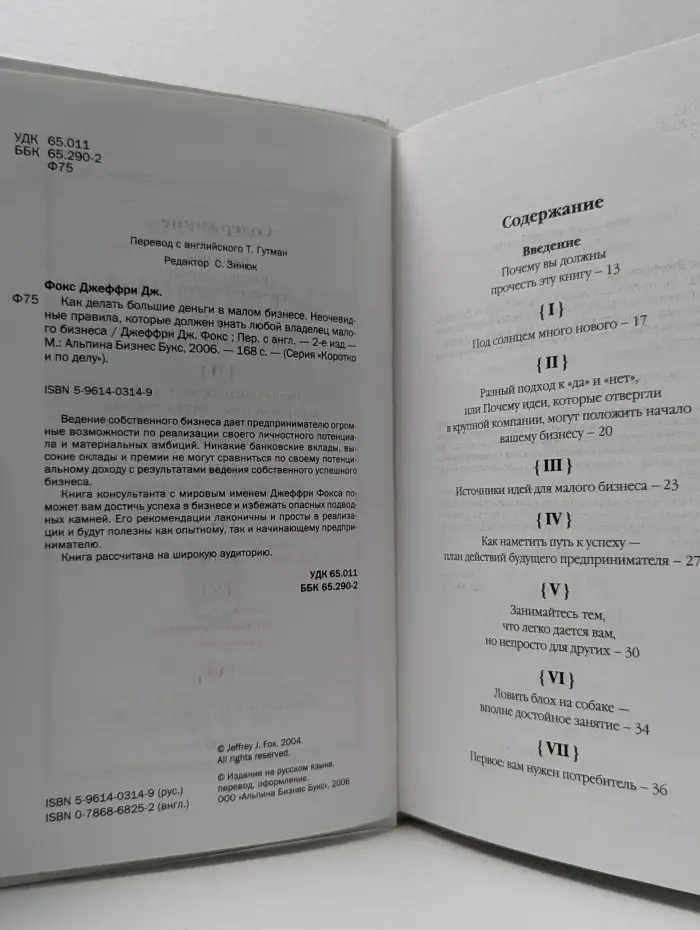 УДК 65.011
ББК 65.290-2
Ф75
Перевод с английского Т. Гутман
Редактор С. Зинюк
Фокс Джеффри Дж.
Ф75 Как делать большие деньги в малом бизнесе. Неочевид-
ные правила, которые должен знать любой владелец мало-
го бизнеса / Джеффри Дж. Фокс ; Пер. с англ. — 2-е изд.—
М.: Альпина Бизнес Букс, 2006. — 168 с. — (Серия «Коротко
и по делу»).
ISBN 5-9614-0314-9
Ведение собственного бизнеса дает предпринимателю огром-
ные возможности по реализации своего личностного потенциа-
ла и материальных амбиций. Никакие банковские вклады, вы-
сокие оклады и премии не могут сравниться по своему потенци-
альному доходу с результатами ведения собственного успешного
бизнеса.
Книга консультанта с мировым именем Джеффри Фокса по-
может вам достичь успеха в бизнесе и избежать опасных подвод-
ных камней. Его рекомендации лаконичны и просты в реализа-
ции и будут полезны как опытному, так и начинающему предпри-
нимателю.
Книга рассчитана на широкую аудиторию.
УДК 65.011
ББК 65.290-2
© Jeffrey J. Fox, 2004.
All rights reserved.
© Издание на русском языке,
перевод, оформление.
ООО «Альпина Бизнес Букс», 2006
ISBN 5-9614-0314-9 (рус.)
ISBN 0-7868-6825-2 (англ.)
Содержание
Введение
Почему вы должны
прочесть эту книгу – 13
{I}
Под солнцем много нового – 17
{II}
Разный подход к «да» и «нет»,
или Почему идеи, которые отвергли
в крупной компании, могут положить начало
вашему бизнесу – 20
{III}
Источники идей для малого бизнеса – 23
{IV}
Как наметить путь к успеху —
план действий будущего предпринимателя – 27
{V}
Занимайтесь тем,
что легко дается вам,
но непросто для других – 30
{VI}
Ловить блох на собаке —
вполне достойное занятие – 34
{VII}
Первое: вам нужен потребитель – 36